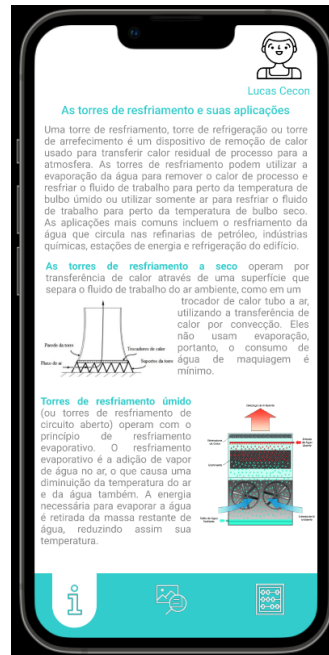 Lucas Cecon
As torres de resfriamento e suas aplicações
Uma torre de resfriamento, torre de refrigeração ou torre
de arrefecimento é um dispositivo de remoção de calor
usado para transferir calor residual de processo para a
atmosfera. As torres de resfriamento podem utilizar a
evaporação da água para remover o calor de processo e
resfriar o fluido de trabalho para perto da temperatura de
bulbo úmido ou utilizar somente ar para resfriar o fluido
de trabalho para perto da temperatura de bulbo seco.
As aplicações mais comuns incluem o resfriamento da
água que circula nas refinarias de petróleo, indústrias
químicas, estações de energia e refrigeração do edifício.
As torres de resfriamento a seco operam por
transferência de calor através de uma superfície que
separa o fluido de trabalho do ar ambiente, como em um
trocador de calor tubo a ar,
utilizando a transferência de
calor por convecção. Eles
não usam evaporação,
portanto, o consumo de
água de maquiagem é
mínimo.
Parede da torre
Trocadores de calor
Fluxo de ar
Suportes da torre
Torres de resfriamento úmido
(ou torres de resfriamento de
circuito aberto) operam com o
princípio de resfriamento
evaporativo. O resfriamento
evaporativo é a adição de vapor
de água no ar, o que causa uma
diminuição da temperatura do ar
e da água também. A energia
necessária para evaporar a água
é retirada da massa restante de
água, reduzindo assim sua
temperatura.